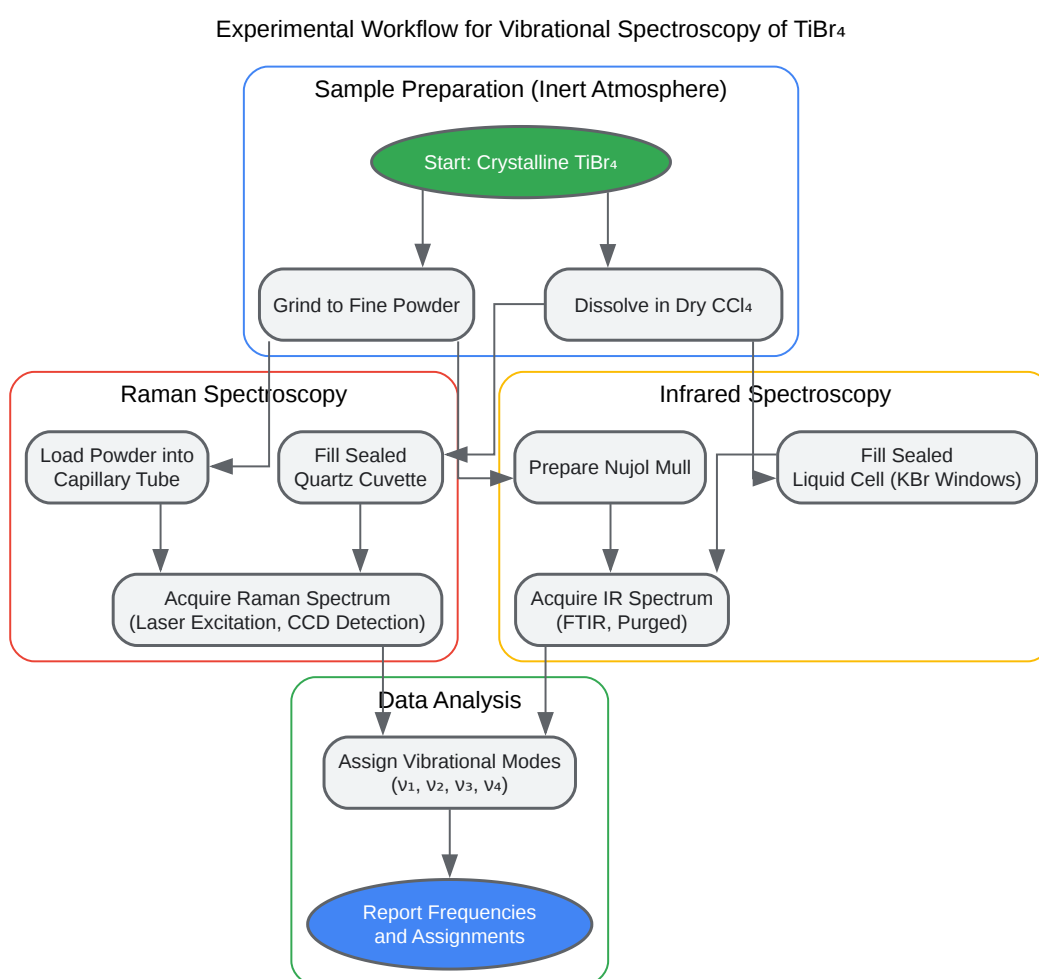 Experimental Workflow for Vibrational Spectroscopy of TiBr₄
Sample Preparation (Inert Atmosphere)
Start: Crystalline TiBr₄
Grind to Fine Powder
Dissolve in Dry CCl₄
Raman Spectroscopy
Infrared Spectroscopy
Load Powder into
Capillary Tube
Fill Sealed
Quartz Cuvette
Prepare Nujol Mull
Fill Sealed
Liquid Cell (KBr Windows)
Acquire Raman Spectrum
(Laser Excitation, CCD Detection)
Acquire IR Spectrum
(FTIR, Purged)
Data Analysis
Assign Vibrational Modes
(ν₁, ν₂, ν₃, ν₄)
Report Frequencies
and Assignments